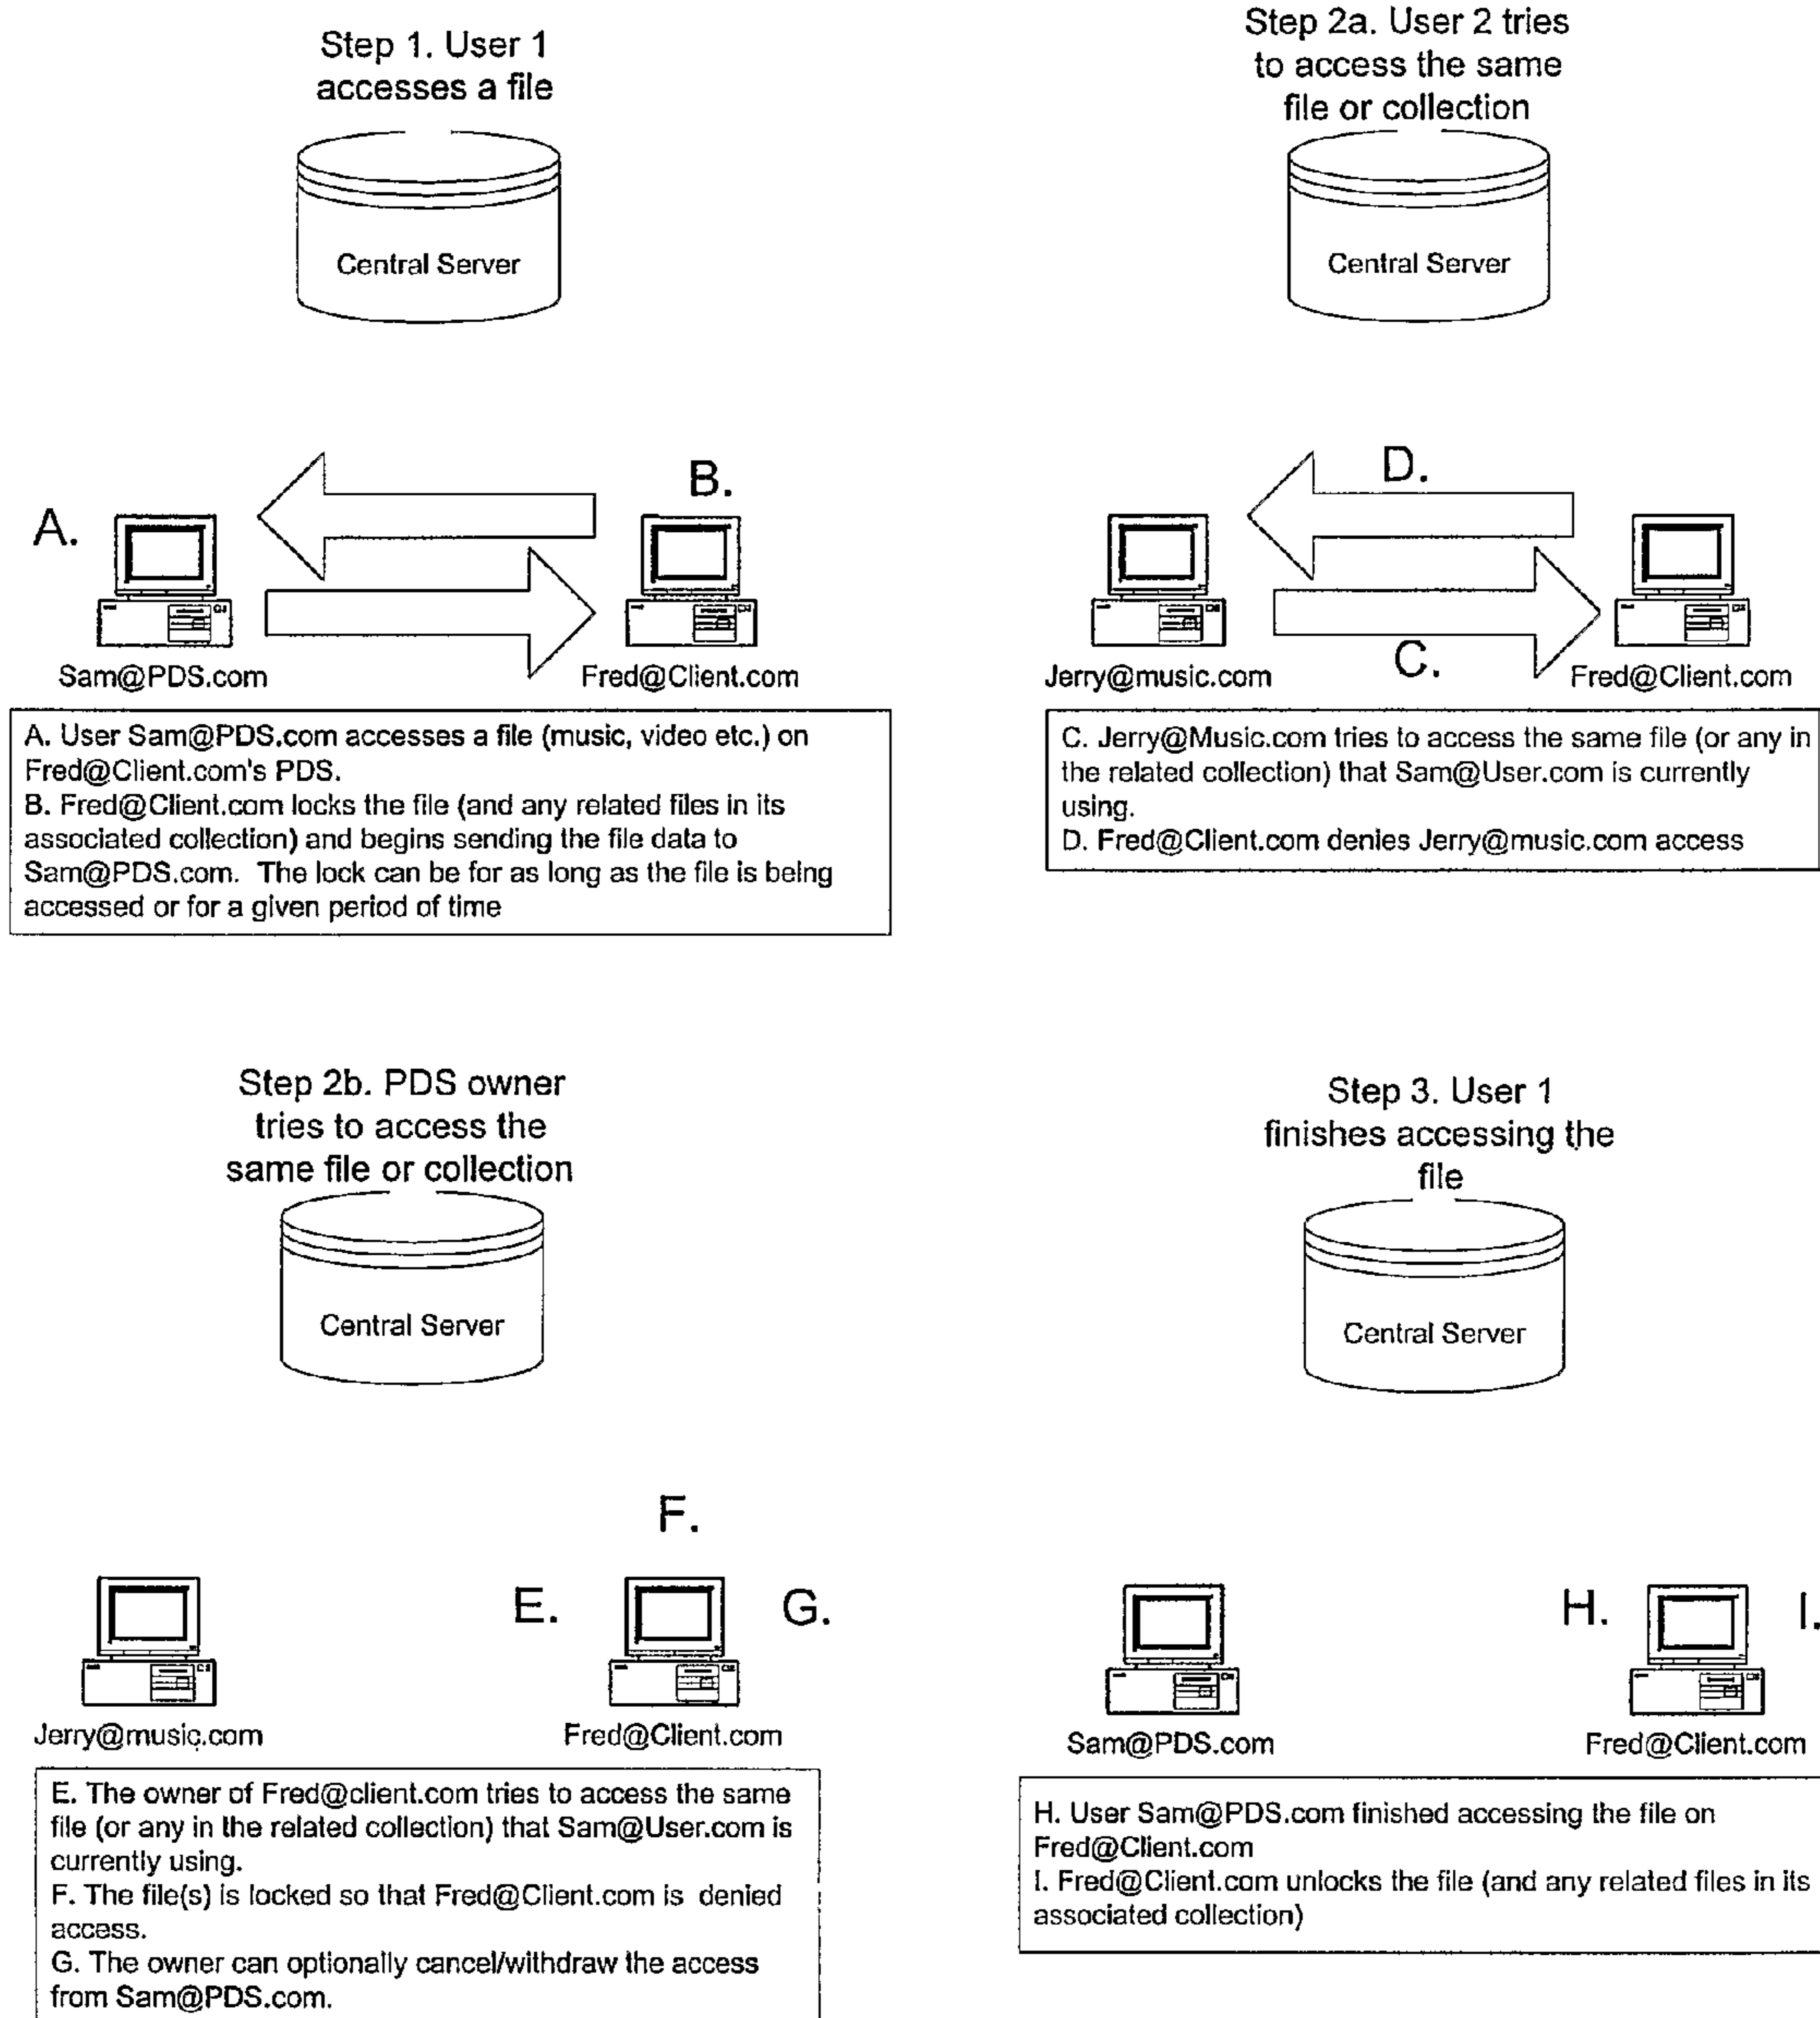 Step 1. User 1
accesses a file
Central Server
A.
B.
Sam@PDS.com
Fred@Client.com
A. User Sam@PDS.com accesses a file (music, video etc.) on
Fred@Client.com's PDS.
B. Fred@Client.com locks the file (and any related files in its
associated collection) and begins sending the file data to
Sam@PDS.com. The lock can be for as long as the file is being
accessed or for a given period of time
Step 2a. User 2 tries
to access the same
file or collection
Central Server
D.
C.
Jerry@music.com
Fred@Client.com
C. Jerry@Music.com tries to access the same file (or any in
the related collection) that Sam@User.com is currently
using.
D. Fred@Client.com denies Jerry@music.com access
Step 2b. PDS owner
tries to access the
same file or collection
Central Server
F.
E.
G.
Jerry@music.com
Fred@Client.com
E. The owner of Fred@client.com tries to access the same
file (or any in the related collection) that Sam@User.com is
currently using.
F. The file(s) is locked so that Fred@Client.com is denied
access.
G. The owner can optionally cancel/withdraw the access
from Sam@PDS.com.
Step 3. User 1
finishes accessing the
file
Central Server
H.
I.
Sam@PDS.com
Fred@Client.com
H. User Sam@PDS.com finished accessing the file on
Fred@Client.com
I. Fred@Client.com unlocks the file (and any related files in its
associated collection)